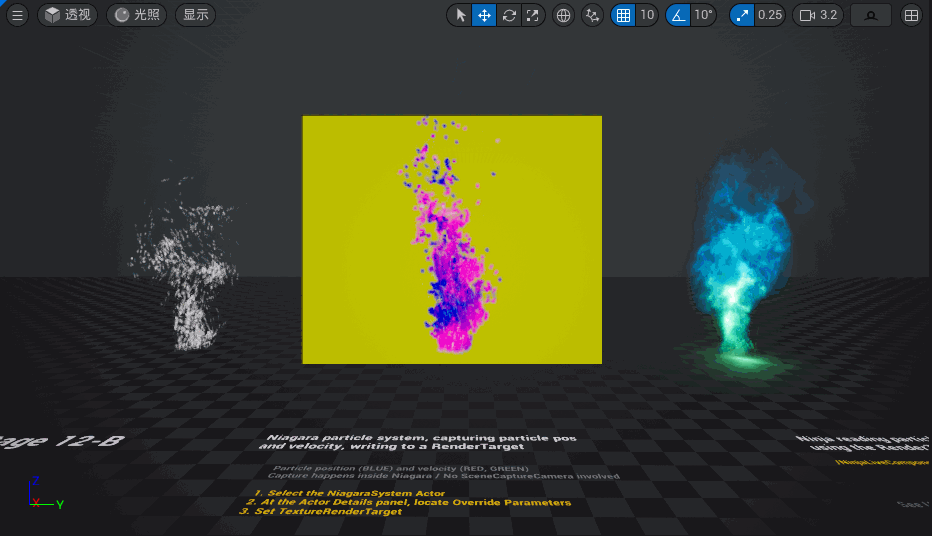 透视 光照 显示 10 10° 0.25 3.2
age 12-B
Niagara particle system, capturing particle pos
and velocity, writing to a RenderTarget
Particle position (BLUE) and velocity (RED, GREEN)
Capture happens inside Niagara / No SceneCaptureCamera involved
1. Select the NiagaraSystem Actor
2. At the Actor Details panel, locate Override Parameters
3. Set TextureRenderTarget
Ninja reading partic
using the Render
/NinjaLiveCompone
See
Z
X
Y